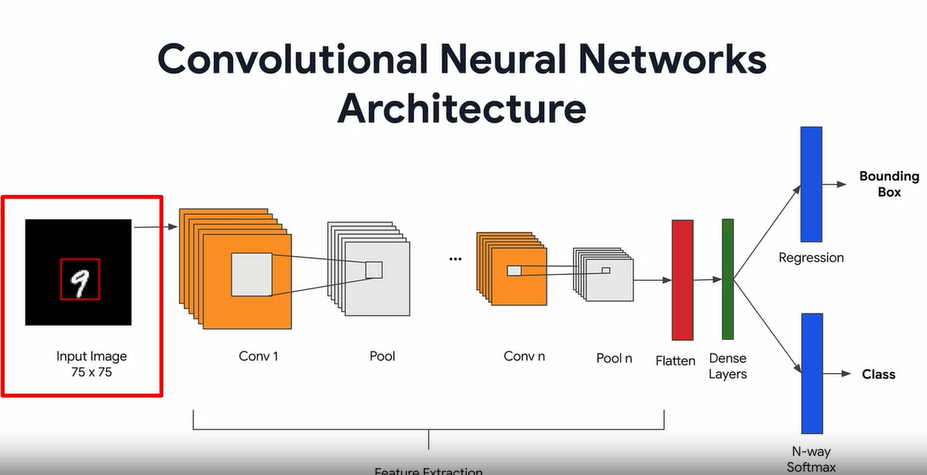 Convolutional Neural Networks
Architecture
9
Input Image
75 x 75
Conv 1
Pool
...
Conv n
Pool n
Flatten
Dense
Layers
Regression
Bounding
Box
Class
N-way
Softmax
Feature Extraction